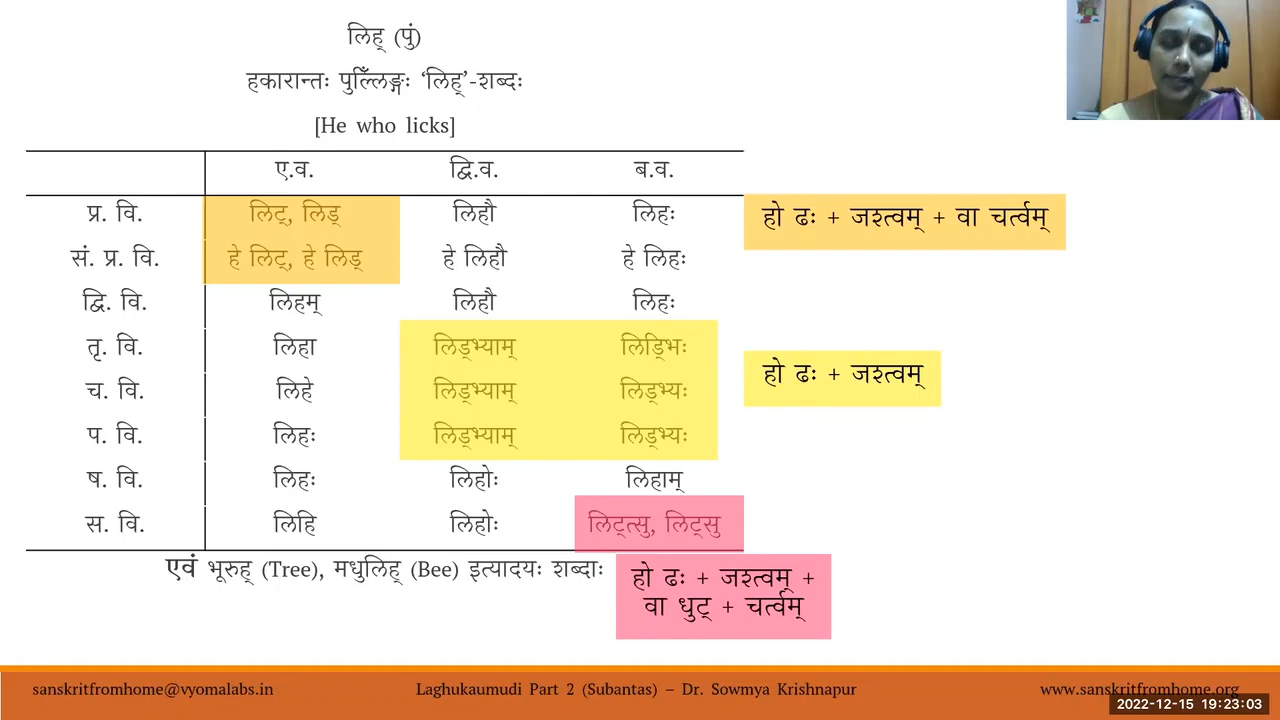 लिह् (पुं)
हकारान्तः पुल्लिँङ्गः ‘लिह्’-शब्दः
[He who licks]
ए.व. द्वि.व. ब.व.
प्र. वि. लिट्, लिड् लिहौ लिहः हो ढः + जश्त्वम् + वा चर्त्वम्
सं. प्र. वि. हे लिट्, हे लिड् हे लिहौ हे लिहः
द्वि. वि. लिहम् लिहौ लिहः
तृ. वि. लिहा लिड्भ्याम् लिड्भिः
च. वि. लिहे लिड्भ्याम् लिड्भ्यः हो ढः + जश्त्वम्
प. वि. लिहः लिड्भ्याम् लिड्भ्यः
ष. वि. लिहः लिहोः लिहाम्
स. वि. लिहि लिहोः लिट्त्सु, लिट्सु
एवं भूरुह् (Tree), मधुलिह् (Bee) इत्यादयः शब्दाः
हो ढः + जश्त्वम् +
वा धुट् + चर्त्वम्
sanskritfromhome@vyomalabs.in Laghukaumudi Part 2 (Subantas) – Dr. Sowmya Krishnapur www.sanskritfromhome.org
2022-12-15 19:23:03